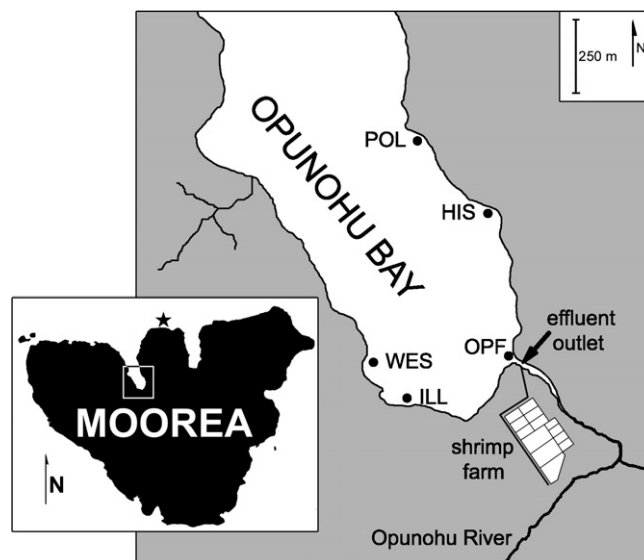 250 m
N
OPUNOHU BAY
POL
HIS
OPF
effluent
outlet
WES
ILL
shrimp
farm
Opunohu River
MOOREA
N